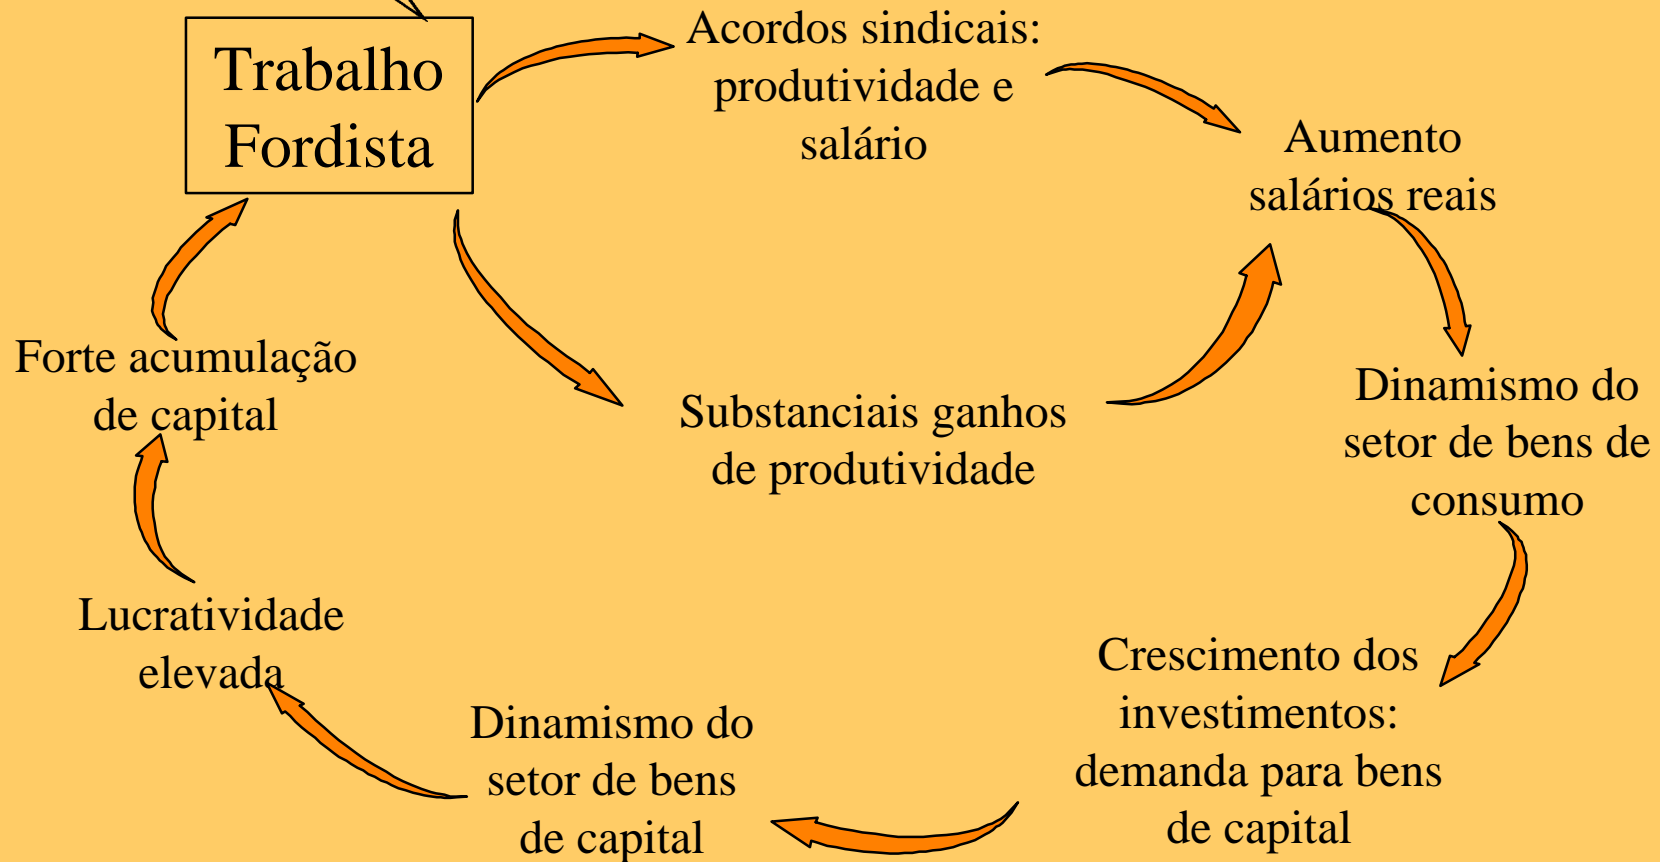 Trabalho
Fordista
Acordos sindicais:
produtividade e
salário
Aumento
salários reais
Dinamismo do
setor de bens de
consumo
Substanciais ganhos
de produtividade
Crescimento dos
investimentos:
demanda para bens
de capital
Dinamismo do
setor de bens
de capital
Lucratividade
elevada
Forte acumulação
de capital